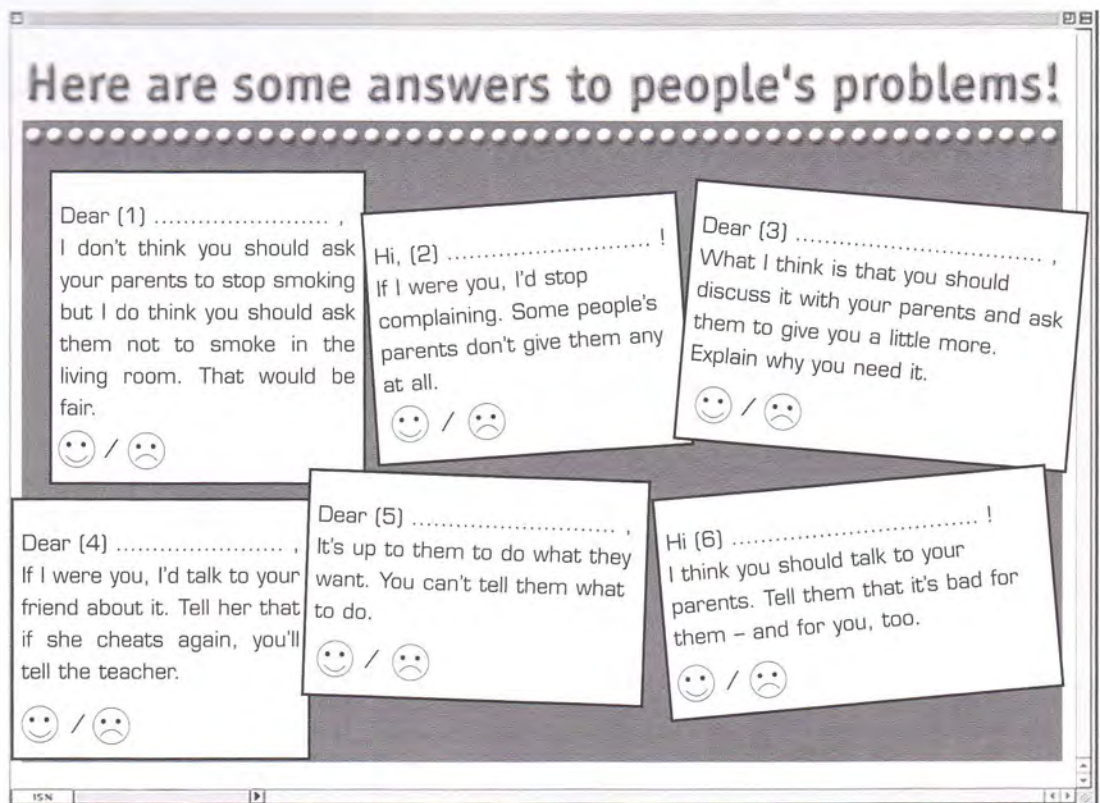 Here are some answers to people's problems!
Dear (1) ........................ ,
I don't think you should ask
your parents to stop smoking
but I do think you should ask
them not to smoke in the
living room. That would be
fair.
/
Hi, (2) ............................ !
If I were you, I'd stop
complaining. Some people's
parents don't give them any
at all.
/
Dear (3) .................................. ,
What I think is that you should
discuss it with your parents and ask
them to give you a little more.
Explain why you need it.
/
Dear (4) ....................... ,
If I were you, I'd talk to your
friend about it. Tell her that
if she cheats again, you'll
tell the teacher.
/
Dear (5) ............................ ,
It's up to them to do what they
want. You can't tell them what
to do.
/
Hi (6) .................................. !
I think you should talk to your
parents. Tell them that it's bad for
them – and for you, too.
/